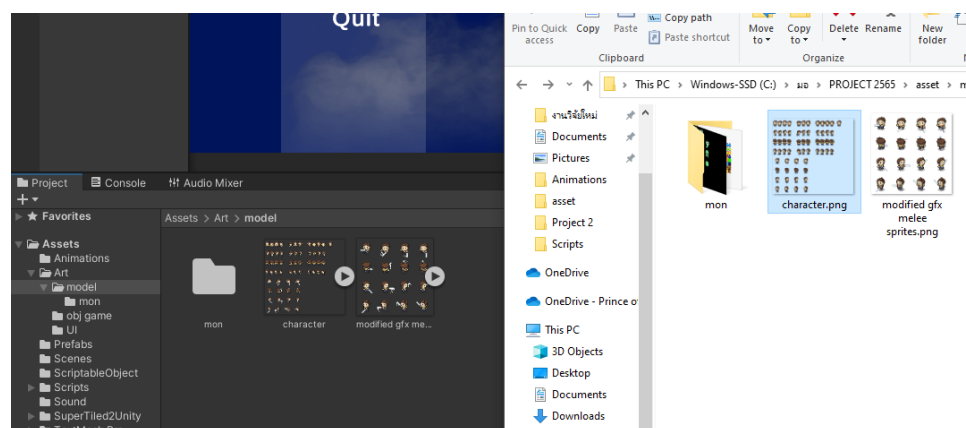 Quit
Project
Console
Audio Mixer
Favorites
Assets
Animations
Art
model
mon
obj game
UI
Prefabs
Scenes
ScriptableObject
Scripts
Sound
SuperTiled2Unity
Assets > Art > model
mon
character
modified gfx me...
Pin to Quick access
Copy
Paste
Copy path
Paste shortcut
Clipboard
Move to
Copy to
Delete
Rename
Organize
New folder
This PC > Windows-SSD (C:) > มอ > PROJECT 2565 > asset >
งานวิจัยใหม่
Documents
Pictures
Animations
asset
Project 2
Scripts
OneDrive
OneDrive - Prince o
This PC
3D Objects
Desktop
Documents
Downloads
mon
character.png
modified gfx
melee
sprites.png